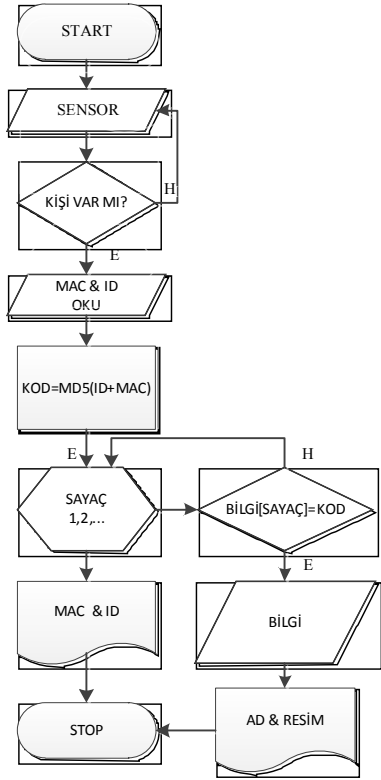 START
SENSOR
KİŞİ VAR MI?
H
E
MAC & ID
OKU
KOD=MD5(ID+MAC)
E
H
SAYAÇ
1,2,...
BİLGİ[SAYAÇ]=KOD
E
MAC & ID
BİLGİ
STOP
AD & RESİM